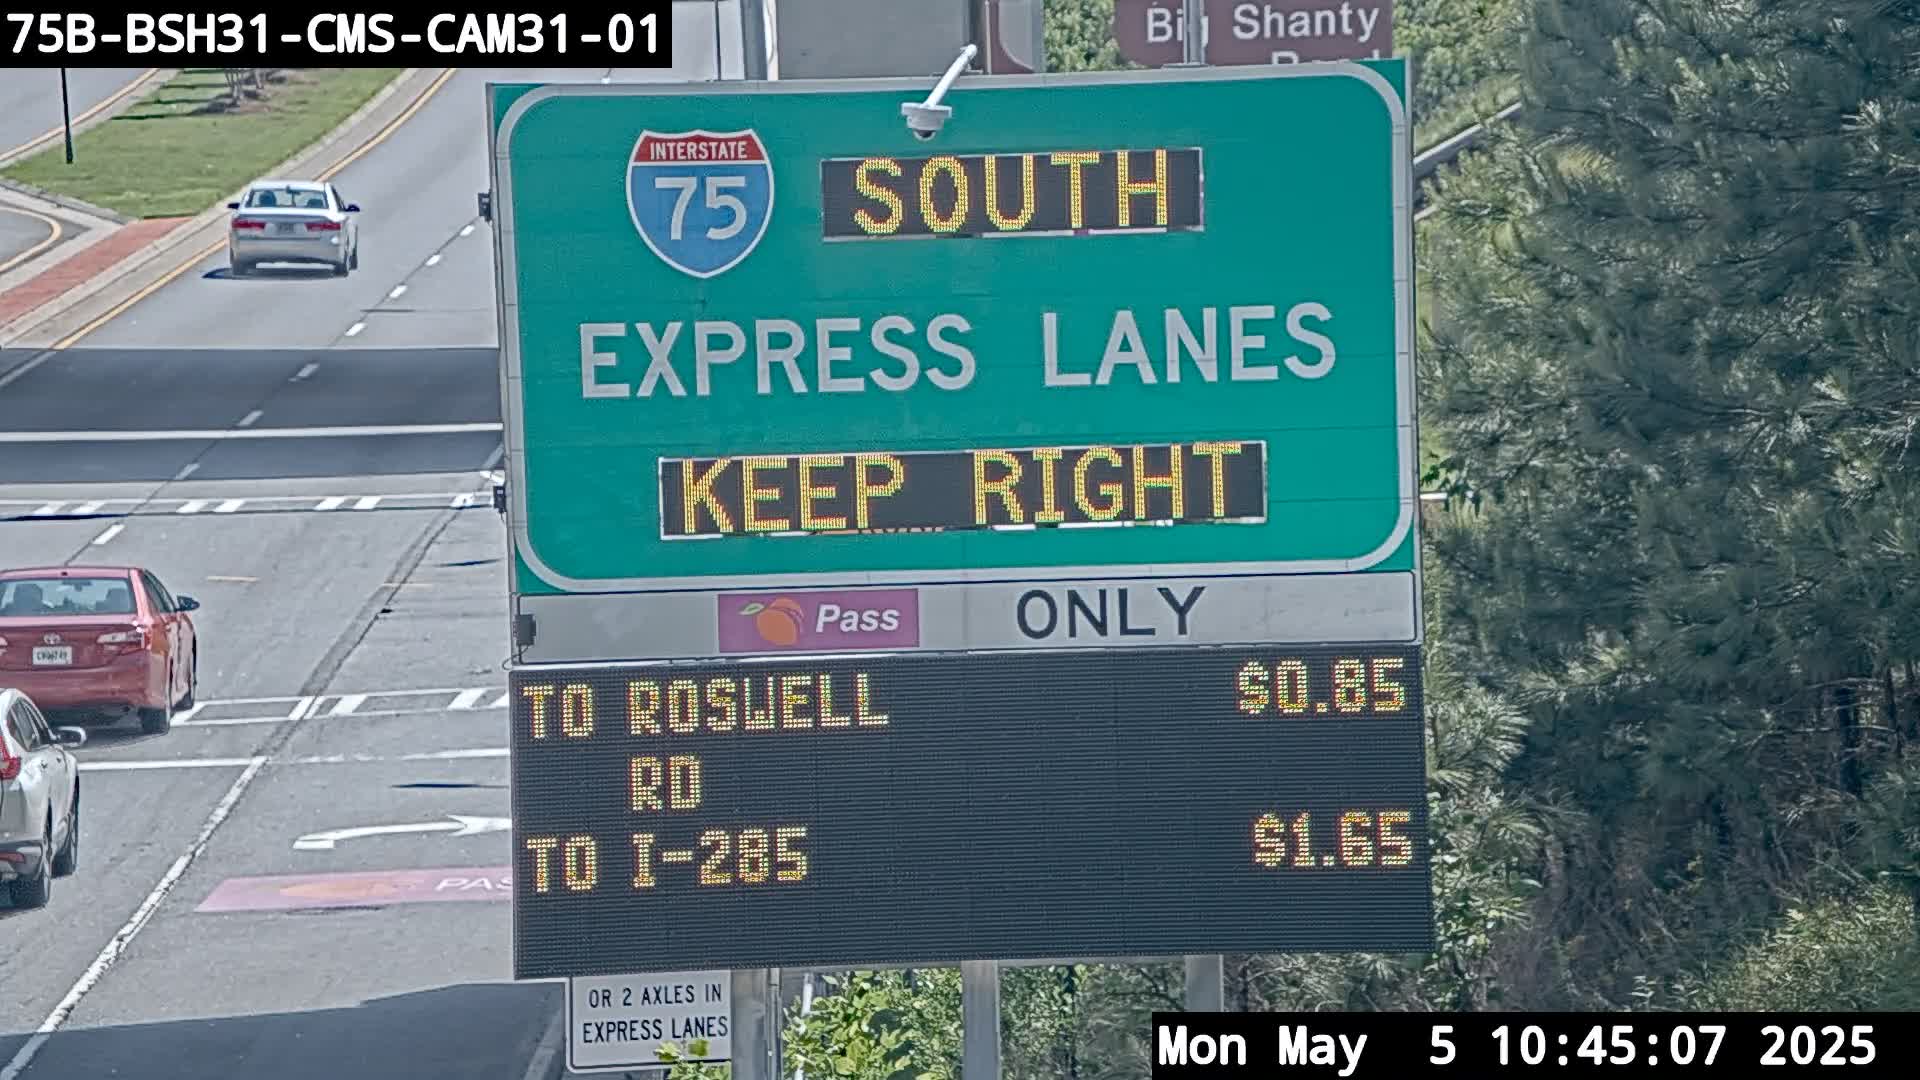 75B-BSH31-CMS-CAM31-01
Big Shanty
INTERSTATE
75
SOUTH
EXPRESS LANES
KEEP RIGHT
Pass ONLY
TO ROSWELL $0.85
RD
TO I-285 $1.65
OR 2 AXLES IN
EXPRESS LANES
Mon May 5 10:45:07 2025